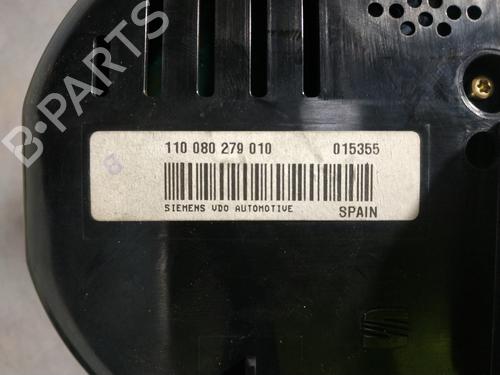 B-PARTS
110 080 279 010 015355
SIEMENS VDO AUTOMOTIVE SPAIN